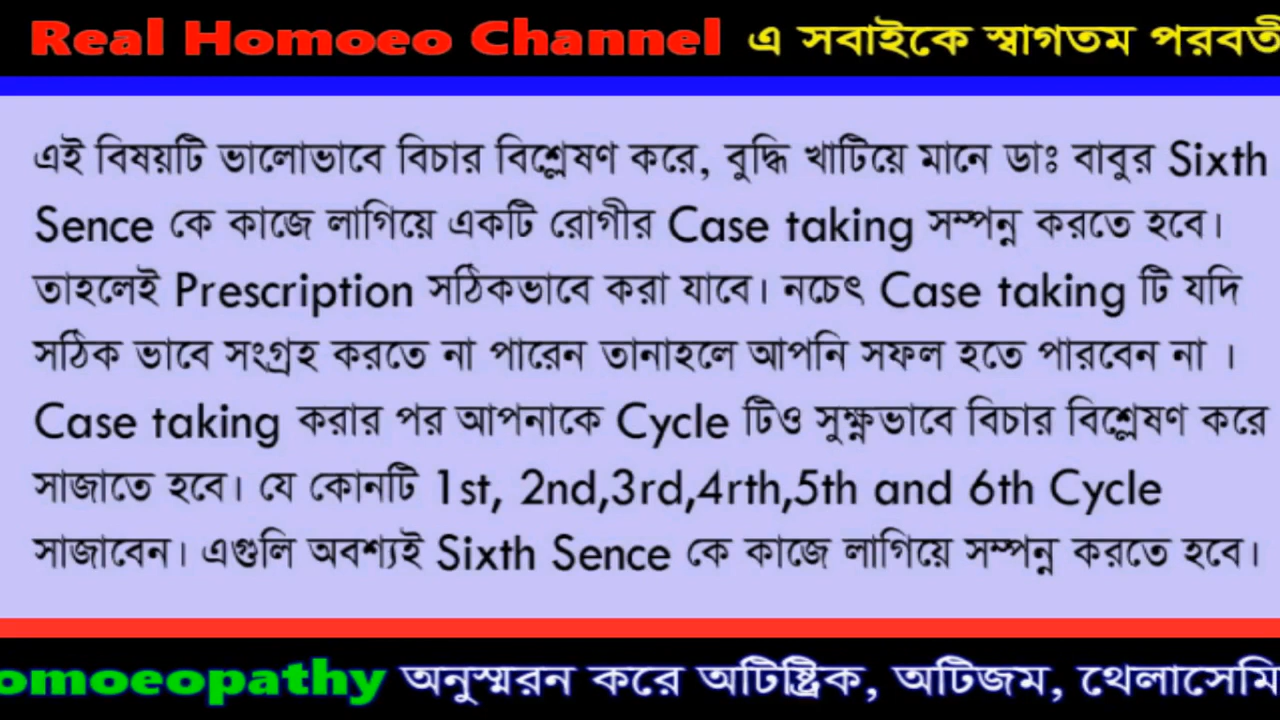 Real Homoeo Channel এ সবাইকে স্বাগতম পরবর্তী
এই বিষয়টি ভালোভাবে বিচার বিশ্লেষণ করে, বুদ্ধি খাটিয়ে মানে ডাঃ বাবুর Sixth
Sence কে কাজে লাগিয়ে একটি রোগীর Case taking সম্পন্ন করতে হবে।
তাহলেই Prescription সঠিকভাবে করা যাবে। নচেৎ Case taking টি যদি
সঠিক ভাবে সংগ্রহ করতে না পারেন তানাহলে আপনি সফল হতে পারবেন না ।
Case taking করার পর আপনাকে Cycle টিও সুক্ষ্ণভাবে বিচার বিশ্লেষণ করে
সাজাতে হবে। যে কোনটি 1st, 2nd,3rd,4rth,5th and 6th Cycle
সাজাবেন। এগুলি অবশ্যই Sixth Sence কে কাজে লাগিয়ে সম্পন্ন করতে হবে।
omoeopathy অনুস্মরন করে অটিষ্ট্রিক, অটিজম, থেলাসেমি